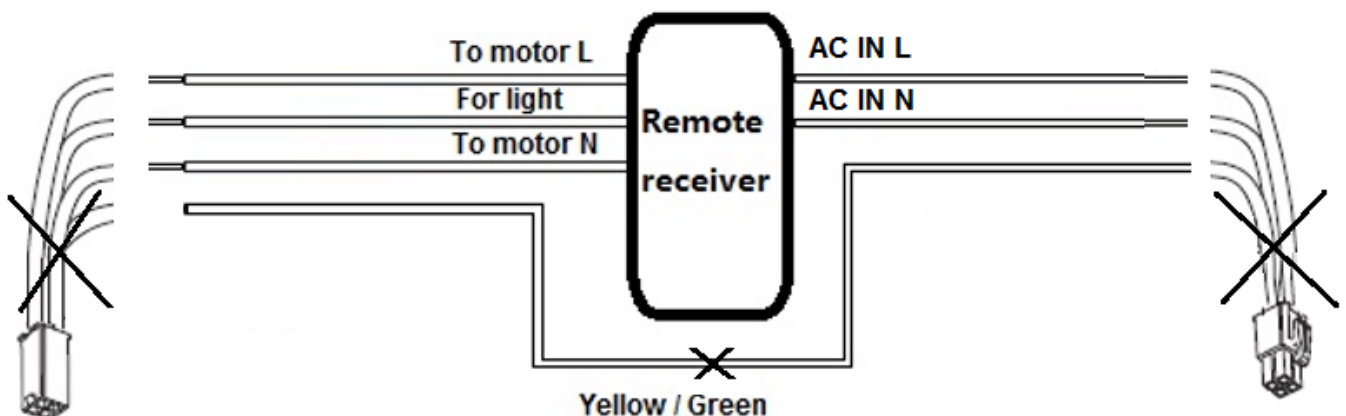 To motor L
For light
To motor N
Remote
receiver
AC IN L
AC IN N
Yellow / Green